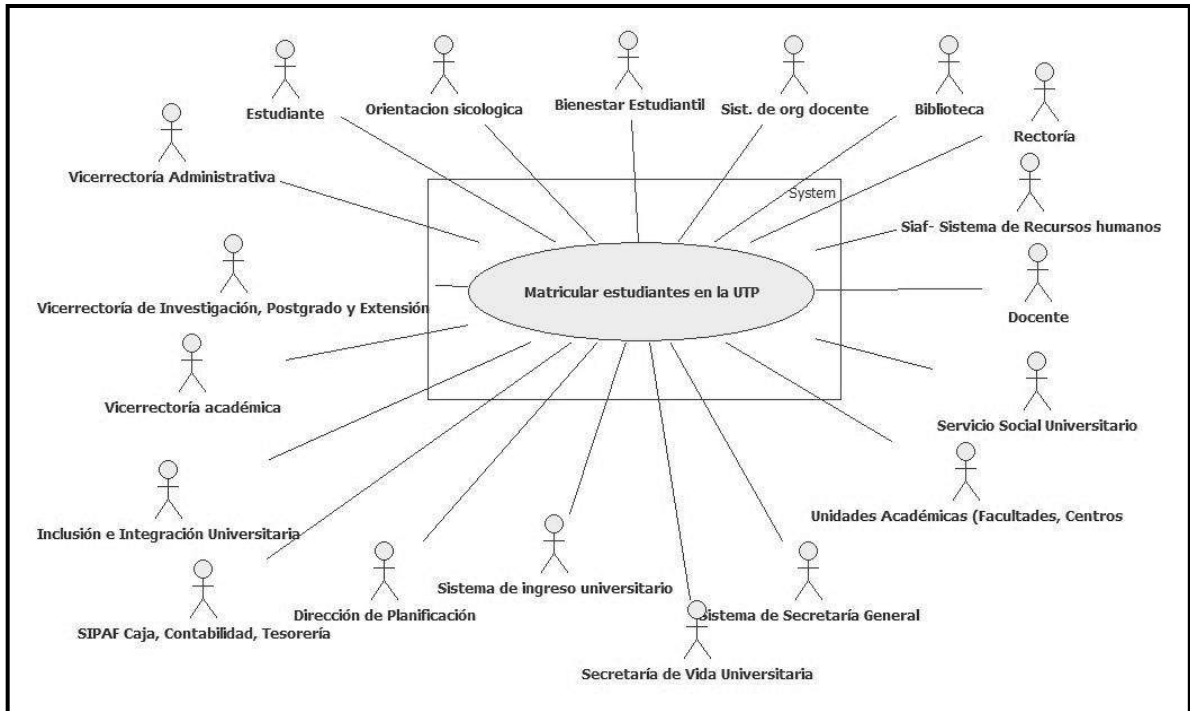 Estudiante
Orientacion sicologica
Bienestar Estudiantil
Sist. de org docente
Biblioteca
Rectoría
Vicerrectoría Administrativa
System
Siaf- Sistema de Recursos humanos
Vicerrectoría de Investigación, Postgrado y Extensión
Matricular estudiantes en la UTP
Docente
Vicerrectoría académica
Servicio Social Universitario
Inclusión e Integración Universitaria
Unidades Académicas (Facultades, Centros
SIPAF Caja, Contabilidad, Tesorería
Dirección de Planificación
Sistema de ingreso universitario
Sistema de Secretaría General
Secretaría de Vida Universitaria